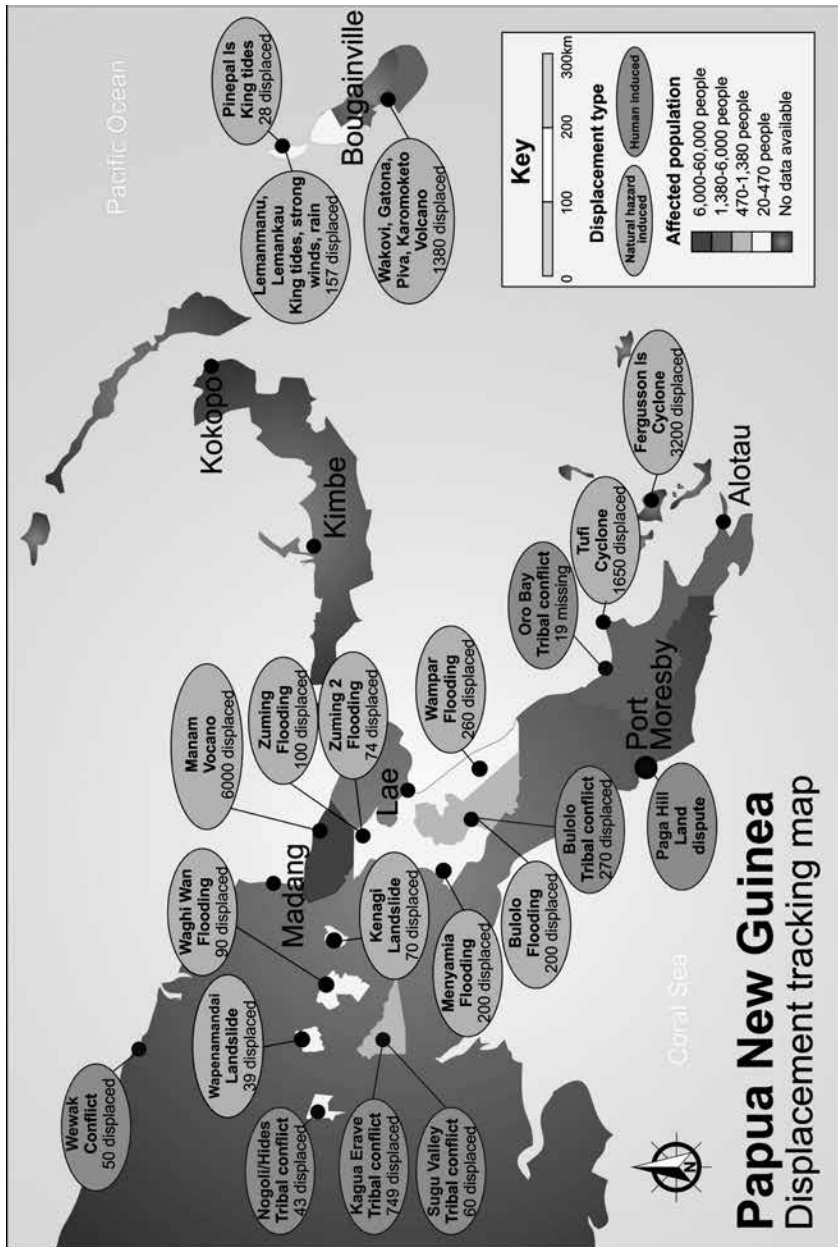 Papua New Guinea
Displacement tracking map
N
Wewak
Conflict
50 displaced
Nogoli/Hides
Tribal conflict
43 displaced
Wapenamandai
Landslide
39 displaced
Kagua Erave
Tribal conflict
749 displaced
Sugu Valley
Tribal conflict
60 displaced
Waghi Wan
Flooding
90 displaced
Madang
Kenagi
Landslide
70 displaced
Menyamia
Flooding
200 displaced
Manam
Vocano
6000 displaced
Zuming
Flooding
100 displaced
Zuming 2
Flooding
74 displaced
Lae
Wampar
Flooding
260 displaced
Bulolo
Flooding
200 displaced
Bulolo
Tribal conflict
270 displaced
Coral Sea
Paga Hill
Land
dispute
Port
Moresby
Oro Bay
Tribal conflict
19 missing
Tufi
Cyclone
1650 displaced
Fergusson Is
Cyclone
3200 displaced
Alotau
Kimbe
Kokopo
Pacific Ocean
Pinepal Is
King tides
28 displaced
Lemanmanu,
Lemankau
King tides, strong
winds, rain
157 displaced
Bougainville
Wakovi, Gatona,
Piva, Karomoketo
Volcano
1380 displaced
Key
0 100 200 300km
Displacement type
Natural hazard
induced
Human induced
Affected population
6,000-60,000 people
1,380-6,000 people
470-1,380 people
20-470 people
No data available